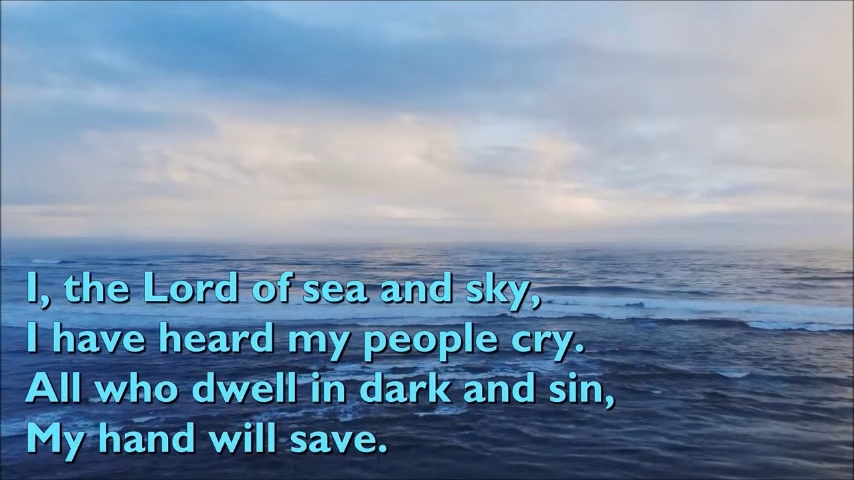 I, the Lord of sea and sky,
I have heard my people cry.
All who dwell in dark and sin,
My hand will save.